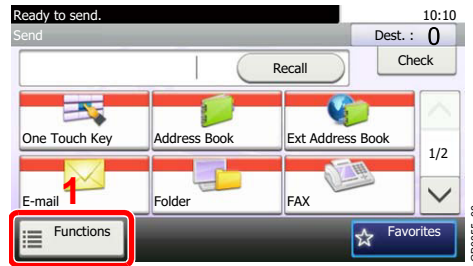 Ready to send.
10:10
Send
Dest. : 0
Recall
Check
One Touch Key
Address Book
Ext Address Book
1/2
E-mail
Folder
FAX
1
Functions
Favorites